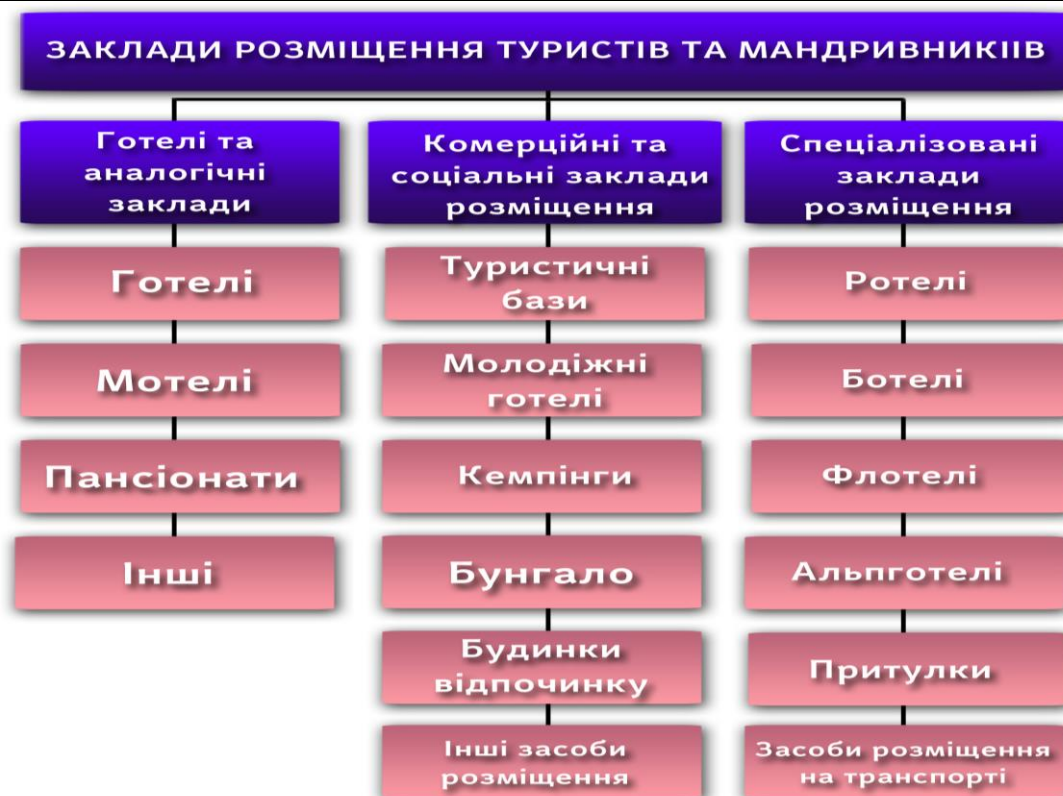 ЗАКЛАДИ РОЗМІЩЕННЯ ТУРИСТІВ ТА МАНДРИВНИКІІВ
Готелі та
аналогічні
заклади
Готелі
Мотелі
Пансіонати
Інші
Комерційні та
соціальні заклади
розміщення
Туристичні
бази
Молодіжні
готелі
Кемпінги
Бунгало
Будинки
відпочинку
Інші засоби
розміщення
Спеціалізовані
заклади
розміщення
Ротелі
Ботелі
Флотелі
Альпготелі
Притулки
Засоби розміщення
на транспорті